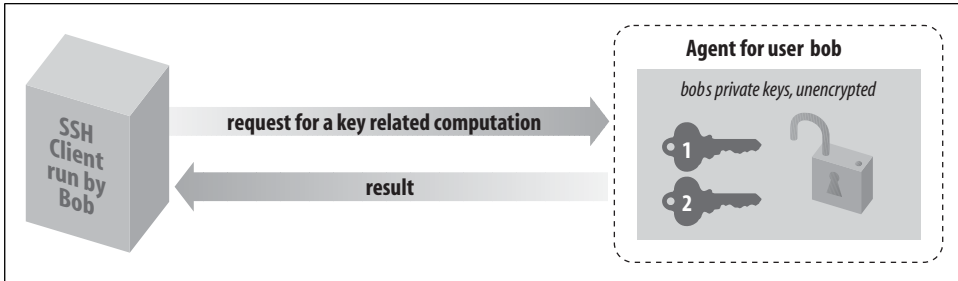 SSH
Client
run by
Bob
request for a key related computation
result
Agent for user bob
bobs private keys, unencrypted
1
2